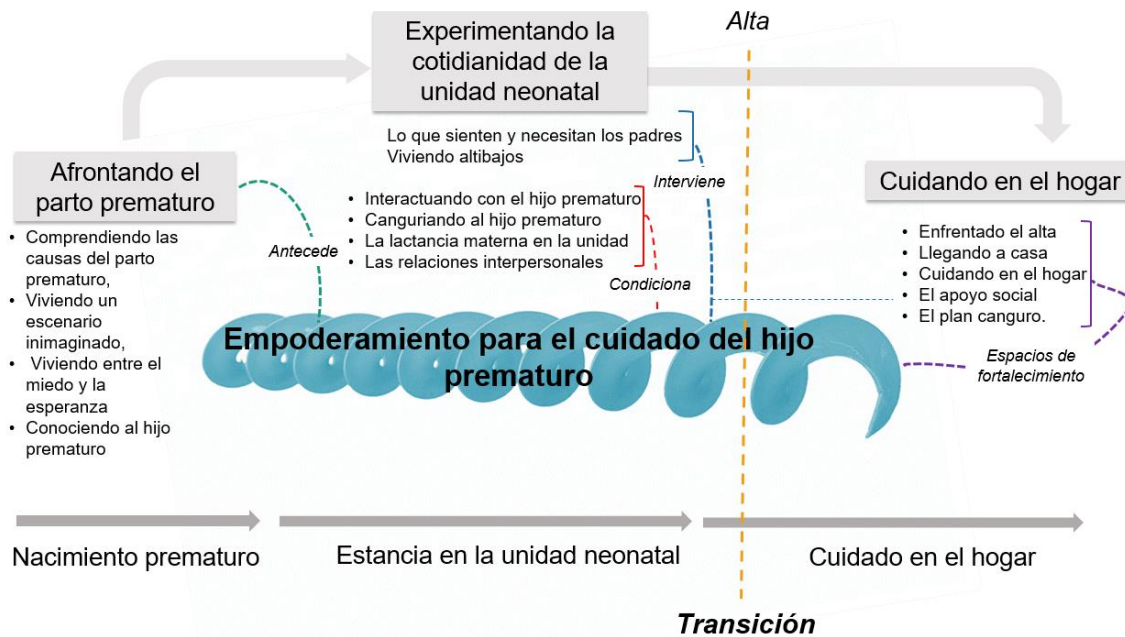 Alta
Experimentando la
cotidianidad de la
unidad neonatal
Lo que sienten y necesitan los padres
Viviendo altibajos
Interviene
Afrontando el
parto prematuro
• Comprendiendo las
causas del parto
prematuro,
• Viviendo un
escenario
inimaginado,
• Viviendo entre el
miedo y la
esperanza
• Conociendo al hijo
prematuro
Antecede
• Interactuando con el hijo prematuro
• Canguriando al hijo prematuro
• La lactancia materna en la unidad
• Las relaciones interpersonales
Condiciona
Cuidando en el hogar
• Enfrentado el alta
• Llegando a casa
• Cuidando en el hogar
• El apoyo social
• El plan canguro.
Espacios de
fortalecimiento
Empoderamiento para el cuidado del hijo
prematuro
Nacimiento prematuro
Estancia en la unidad neonatal
Cuidado en el hogar
Transición